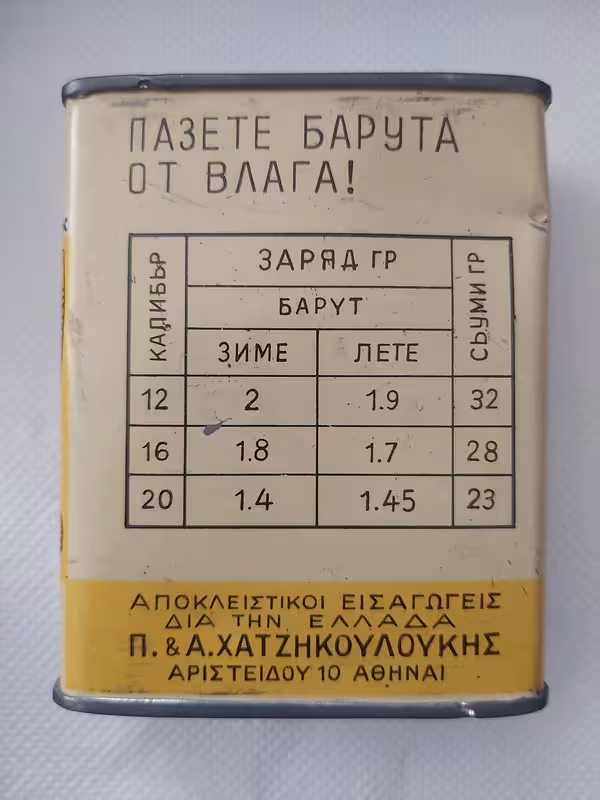 ПАЗЕТЕ БАРУТА
ОТ ВЛАГА!
КАЛИБЪР
ЗАРЯД ГР
СЬУМИ ГР
БАРУТ
ЗИМЕ ЛЕТЕ
12 2 1.9 32
16 1.8 1.7 28
20 1.4 1.45 23
ΑΠΟΚΛΕΙΣΤΙΚΟΙ ΕΙΣΑΓΩΓΕΙΣ
ΔΙΑ ΤΗΝ ΕΛΛΑΔΑ
Π. & Α.ΧΑΤΖΗΚΟΥΛΟΥΚΗΣ
ΑΡΙΣΤΕΙΔΟΥ 10 ΑΘΗΝΑΙ